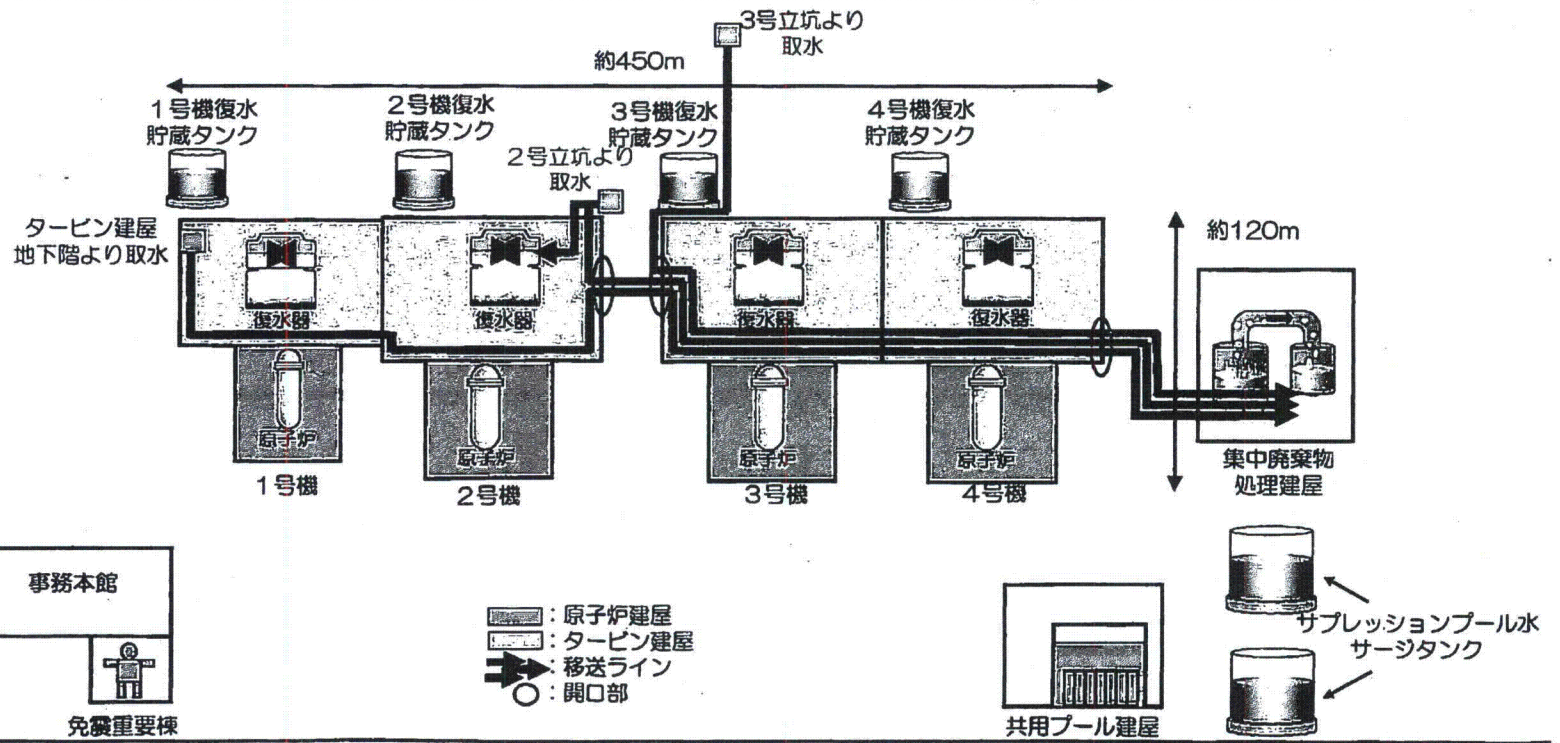 3号立坑より
取水
約450m
1号機復水
貯蔵タンク
2号機復水
貯蔵タンク
3号機復水
貯蔵タンク
4号機復水
貯蔵タンク
2号立坑より
取水
タービン建屋
地下階より取水
約120m
復水器
復水器
復水器
復水器
原子炉
原子炉
原子炉
原子炉
1号機
2号機
3号機
4号機
集中廃棄物
処理建屋
事務本館
免震重要棟
:原子炉建屋
:タービン建屋
:移送ライン
:開口部
共用プール建屋
サプレッションプール水
サージタンク